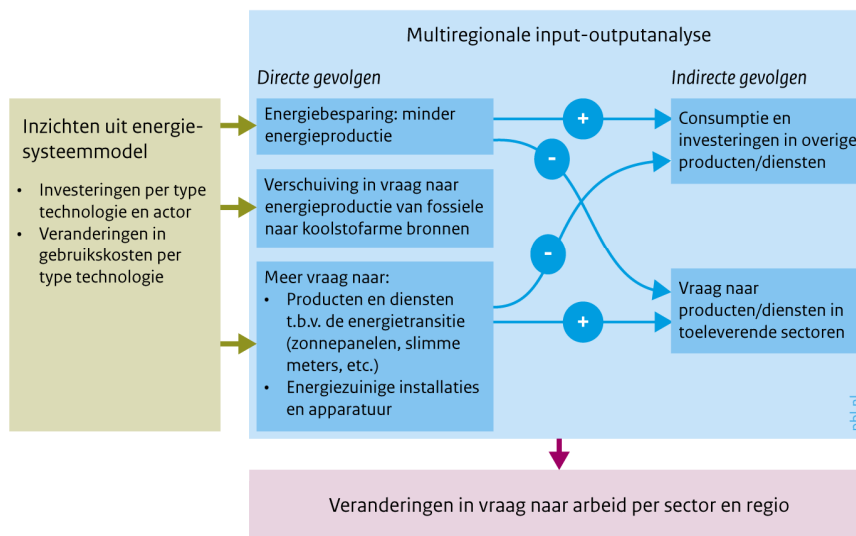 Multiregionale input-outputanalyse
Inzichten uit energie-
systeemmodel
• Investeringen per type
technologie en actor
• Veranderingen in
gebruikskosten per
type technologie
Directe gevolgen
Energiebesparing: minder
energieproductie
Verschuiving in vraag naar
energieproductie van fossiele
naar koolstofarme bronnen
Meer vraag naar:
• Producten en diensten
t.b.v. de energietransitie
(zonnepanelen, slimme
meters, etc.)
• Energiezuinige installaties
en apparatuur
+
-
-
+
Indirecte gevolgen
Consumptie en
investeringen in overige
producten/diensten
Vraag naar
producten/diensten in
toeleverende sectoren
pbl.nl
Veranderingen in vraag naar arbeid per sector en regio